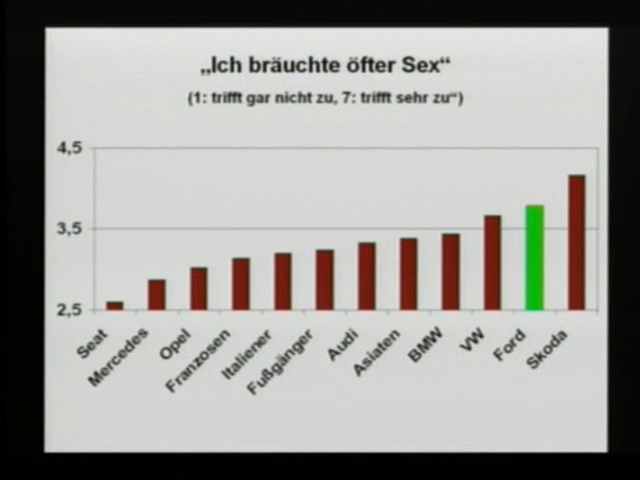 „Ich bräuchte öfter Sex“
(1: trifft gar nicht zu, 7: trifft sehr zu“)
4,5
3,5
2,5
Seat
Mercedes
Opel
Franzosen
Italiener
Fußgänger
Audi
Asiaten
BMW
VW
Ford
Skoda